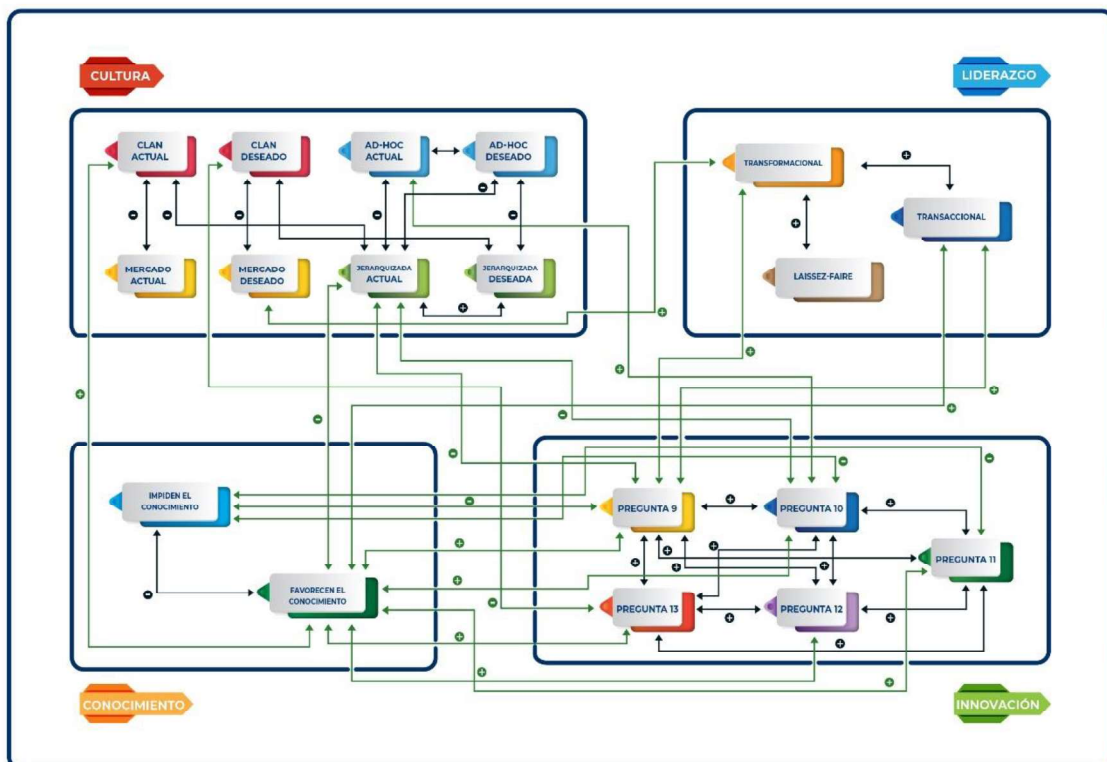 CULTURA
LIDERAZGO
CLAN
ACTUAL
CLAN
DESEADO
AD-HOC
ACTUAL
AD-HOC
DESEADO
MERCADO
ACTUAL
MERCADO
DESEADO
JERARQUIZADA
ACTUAL
JERARQUIZADA
DESEADA
TRANSFORMACIONAL
TRANSACCIONAL
LAISSEZ-FAIRE
IMPIDEN EL
CONOCIMIENTO
FAVORECEN EL
CONOCIMIENTO
PREGUNTA 9
PREGUNTA 10
PREGUNTA 11
PREGUNTA 13
PREGUNTA 12
CONOCIMIENTO
INNOVACIÓN